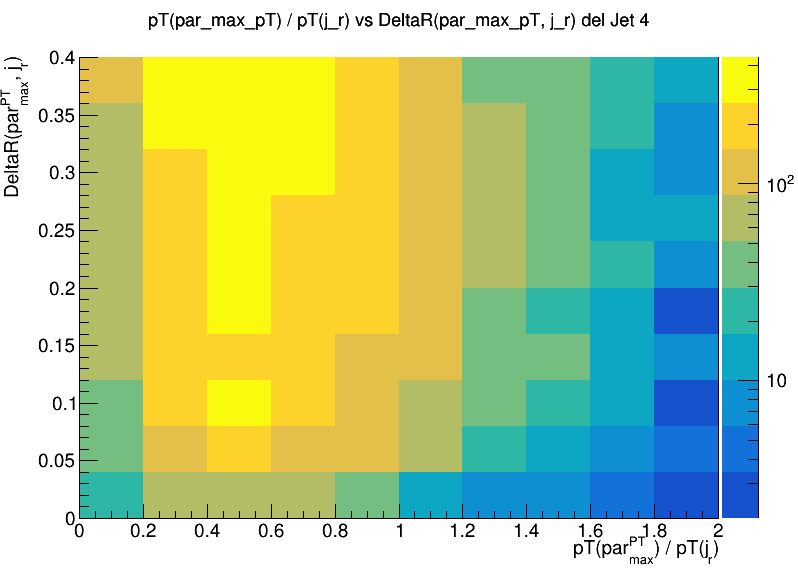 pT(par_max_pT) / pT(j_r) vs DeltaR(par_max_pT, j_r) del Jet 4
DeltaR(par^PT_max, j_r)
0.4
0.35
0.3
0.25
0.2
0.15
0.1
0.05
0
0 0.2 0.4 0.6 0.8 1 1.2 1.4 1.6 1.8 2
pT(par^PT_max) / pT(j_r)
10^2
10